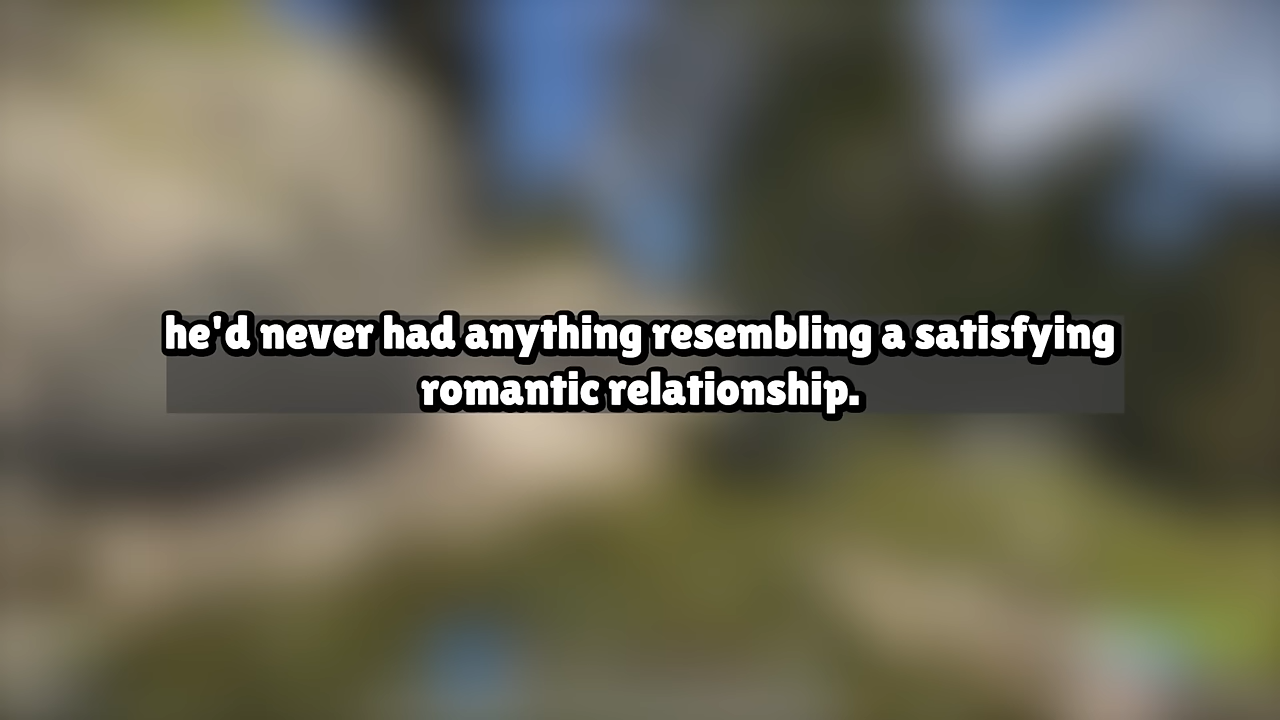 he'd never had anything resembling a satisfying
romantic relationship.